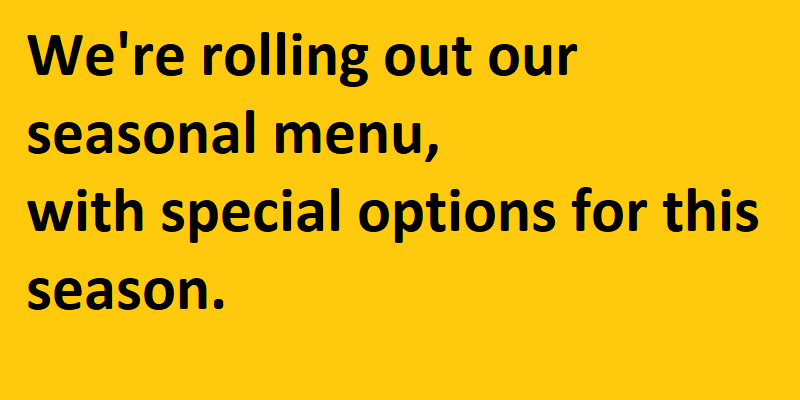 We're rolling out our
seasonal menu,
with special options for this
season.